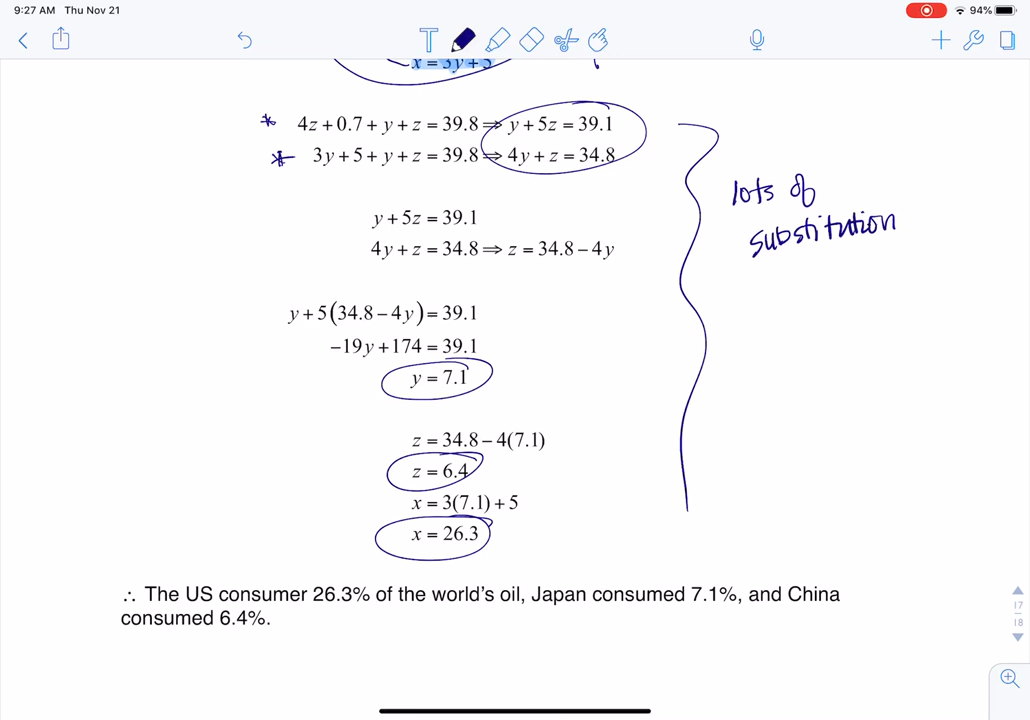 9:27 AM Thu Nov 21
94%
x = 3y + 5
4z + 0.7 + y + z = 39.8 ⇒ y + 5z = 39.1
3y + 5 + y + z = 39.8 ⇒ 4y + z = 34.8
lots of
substitution
y + 5z = 39.1
4y + z = 34.8 ⇒ z = 34.8 − 4y
y + 5(34.8 − 4y) = 39.1
−19y + 174 = 39.1
y = 7.1
z = 34.8 − 4(7.1)
z = 6.4
x = 3(7.1) + 5
x = 26.3
∴ The US consumer 26.3% of the world's oil, Japan consumed 7.1%, and China
consumed 6.4%.
17
18